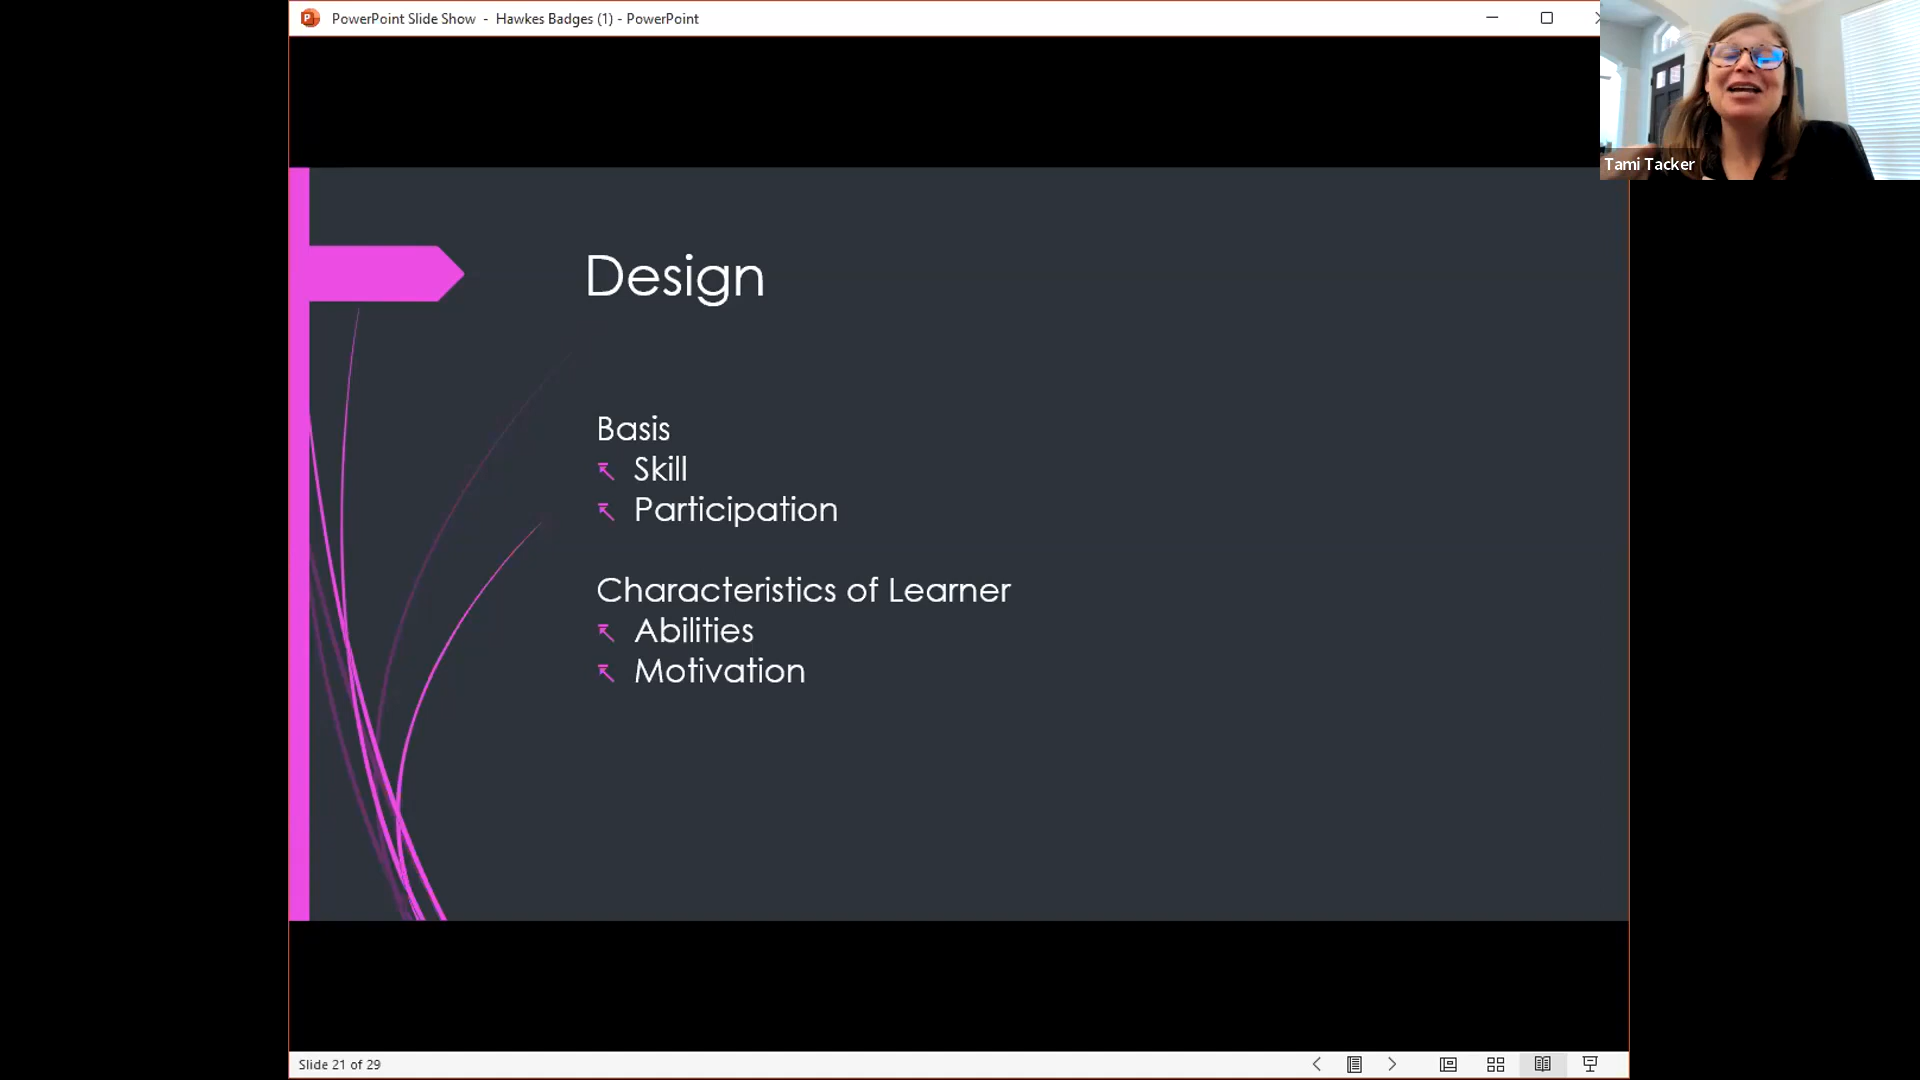 PowerPoint Slide Show - Hawkes Badges (1) - PowerPoint
Tami Tacker
Design
Basis
Skill
Participation
Characteristics of Learner
Abilities
Motivation
Slide 21 of 29